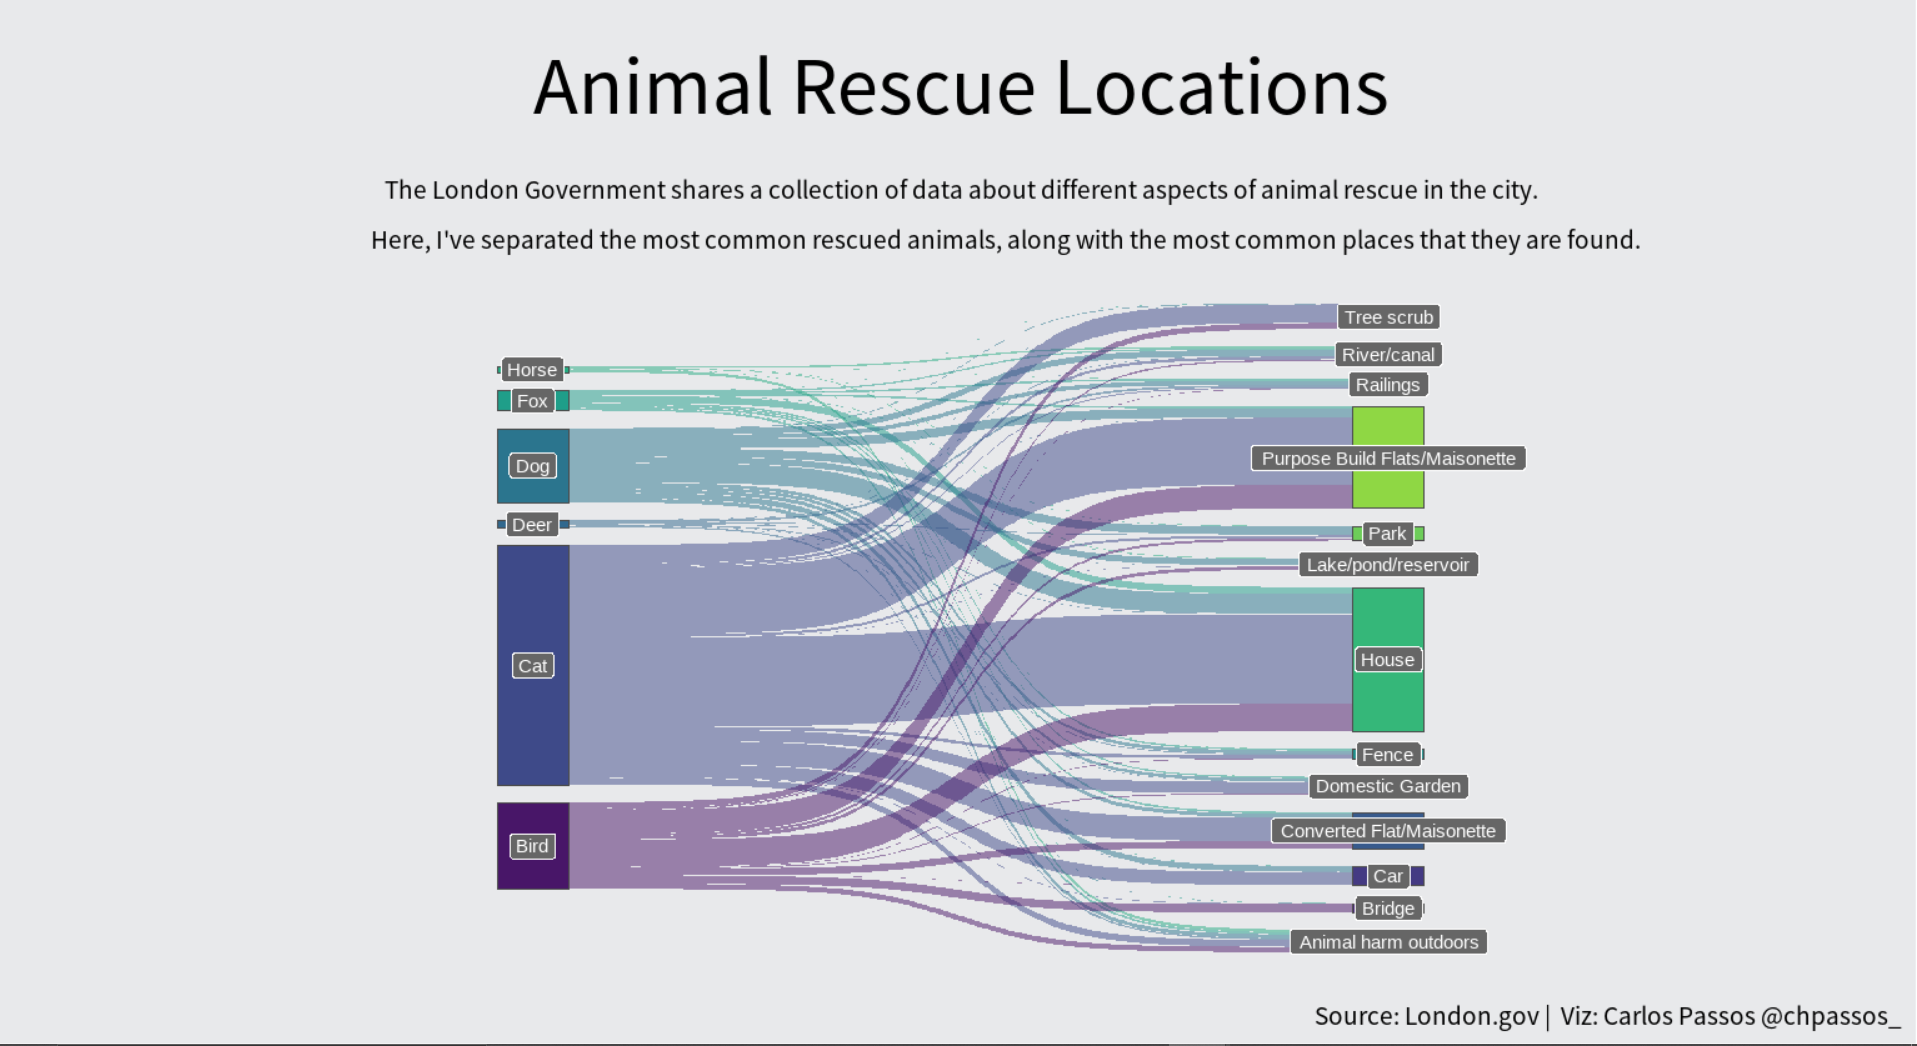 Animal Rescue Locations
The London Government shares a collection of data about different aspects of animal rescue in the city.
Here, I've separated the most common rescued animals, along with the most common places that they are found.
Horse
Fox
Dog
Deer
Cat
Bird
Tree scrub
River/canal
Railings
Purpose Build Flats/Maisonette
Park
Lake/pond/reservoir
House
Fence
Domestic Garden
Converted Flat/Maisonette
Car
Bridge
Animal harm outdoors
Source: London.gov | Viz: Carlos Passos @chpassos_